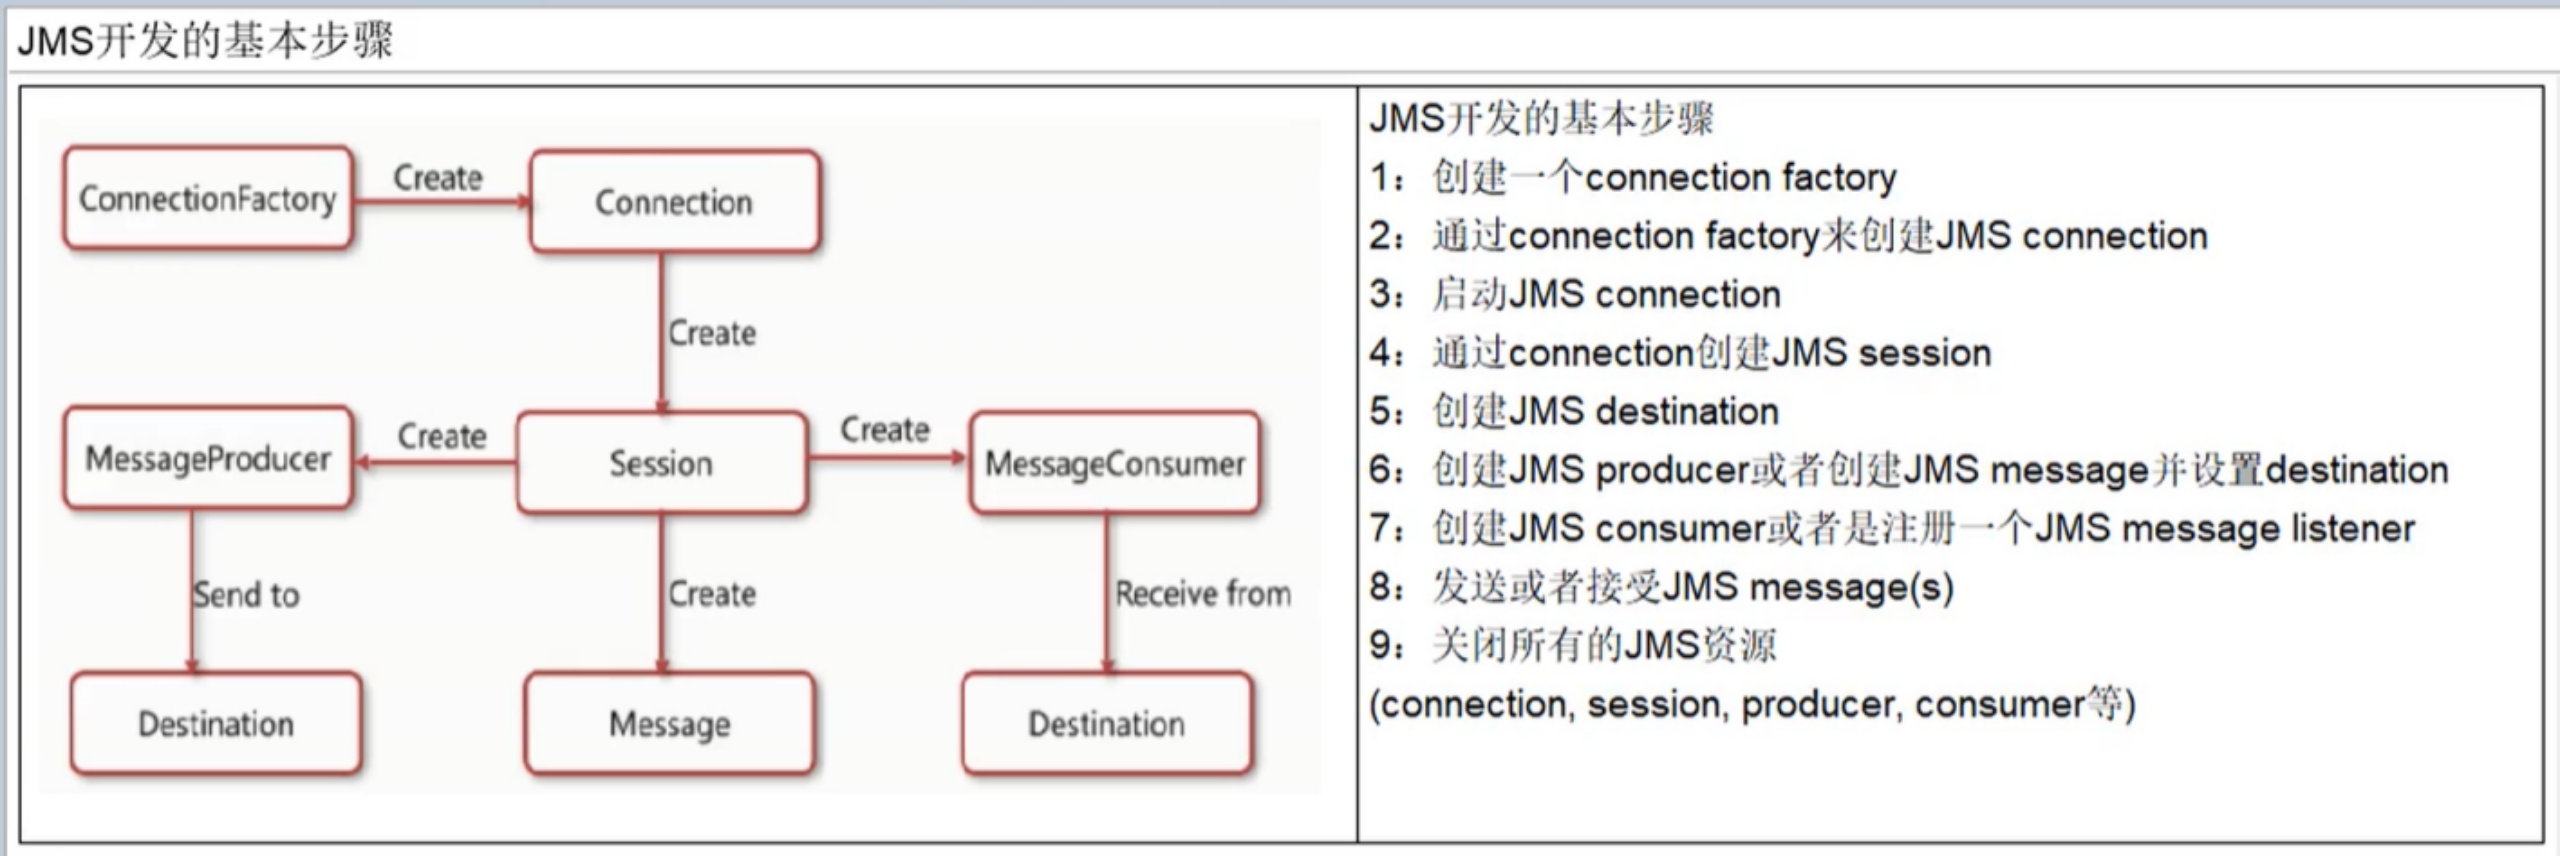 JMS开发的基本步骤
ConnectionFactory
Create
Connection
Create
MessageProducer
Create
Session
Create
MessageConsumer
Send to
Create
Receive from
Destination
Message
Destination
JMS开发的基本步骤
1：创建一个connection factory
2：通过connection factory来创建JMS connection
3：启动JMS connection
4：通过connection创建JMS session
5：创建JMS destination
6：创建JMS producer或者创建JMS message并设置destination
7：创建JMS consumer或者是注册一个JMS message listener
8：发送或者接受JMS message(s)
9：关闭所有的JMS资源
(connection, session, producer, consumer等)